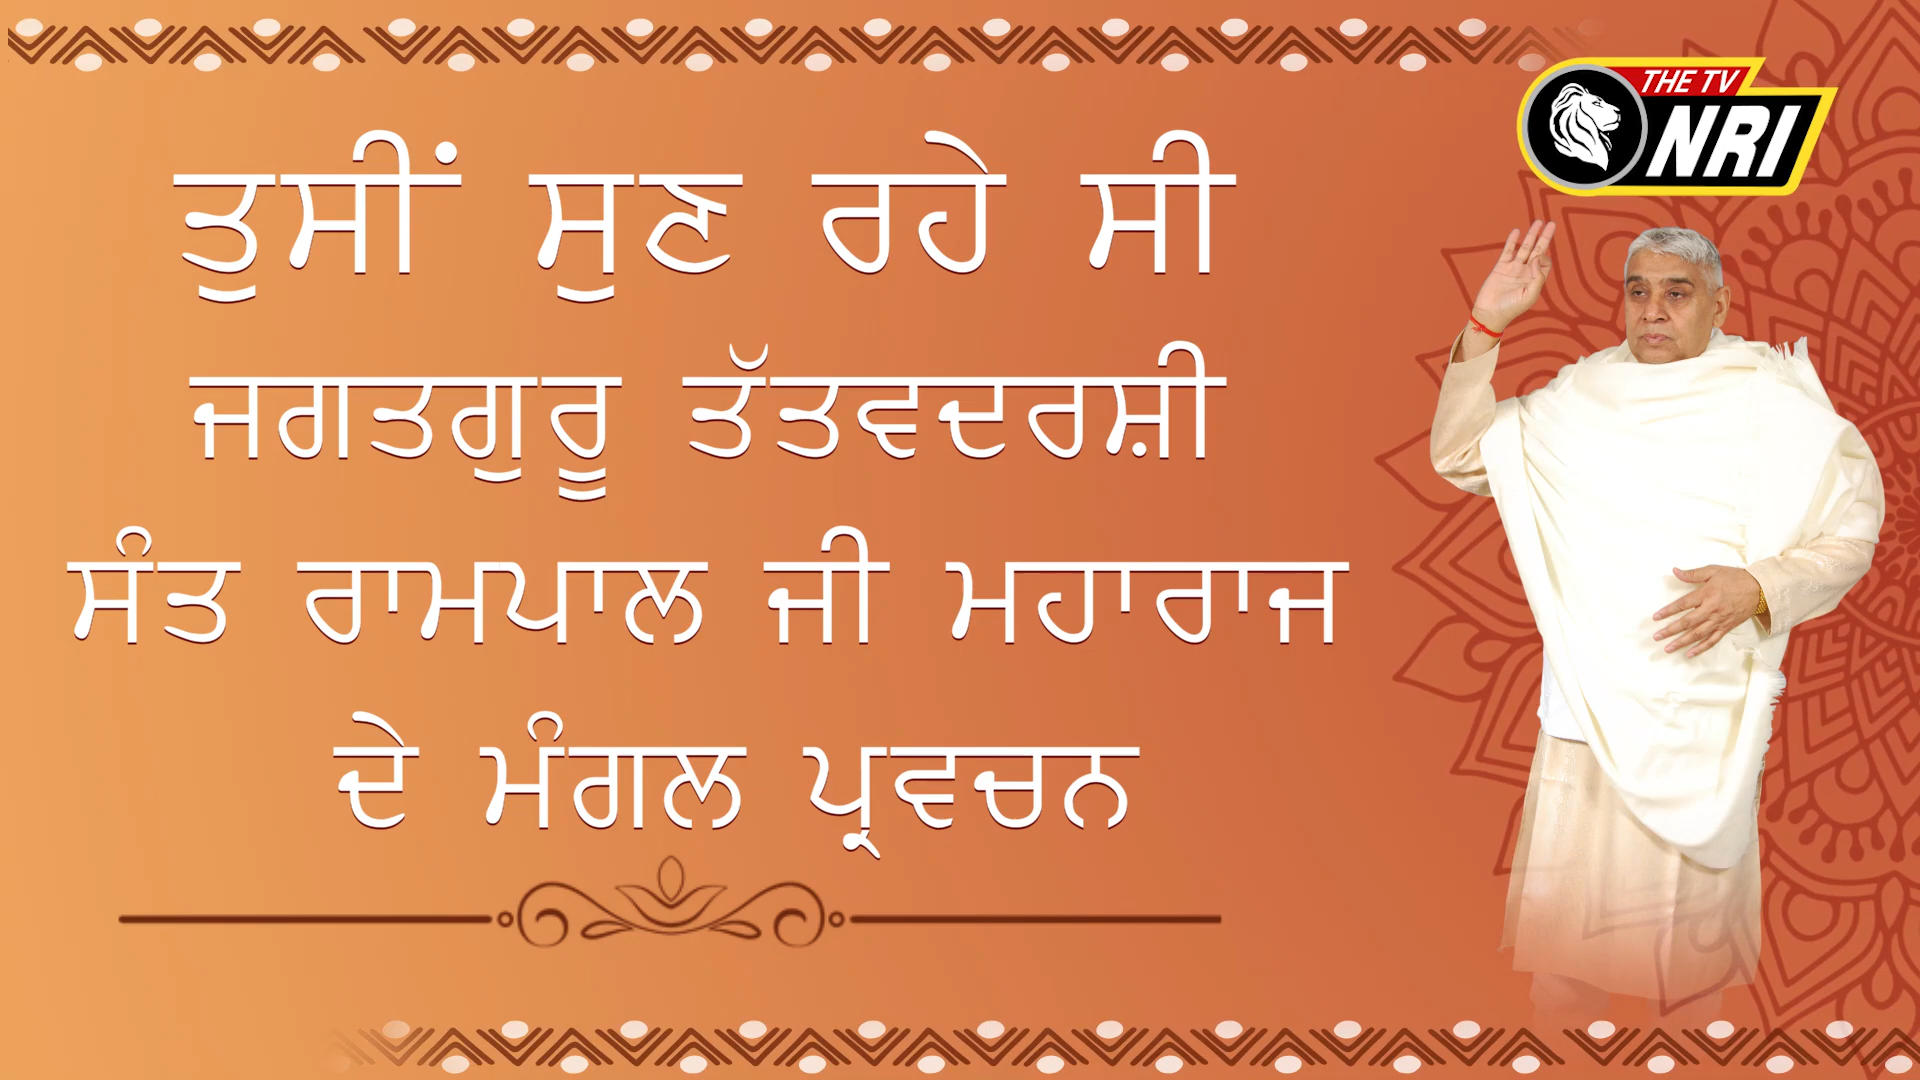 THE TV
NRI
ਤੁਸੀਂ ਸੁਣ ਰਹੇ ਸੀ
ਜਗਤਗੁਰੂ ਤੱਤਵਦਰਸ਼ੀ
ਸੰਤ ਰਾਮਪਾਲ ਜੀ ਮਹਾਰਾਜ
ਦੇ ਮੰਗਲ ਪ੍ਰਵਚਨ